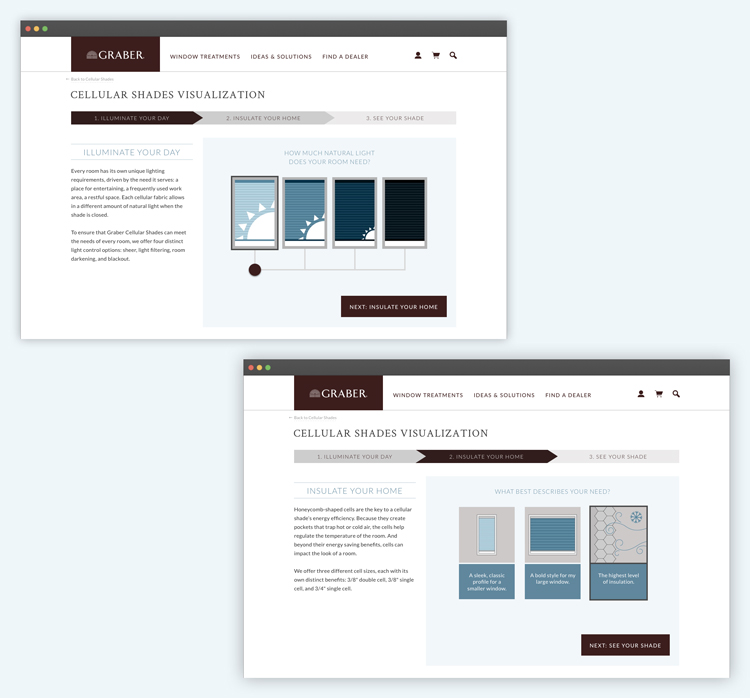 GRABER
WINDOW TREATMENTS IDEAS & SOLUTIONS FIND A DEALER
← Back to Cellular Shades
CELLULAR SHADES VISUALIZATION
1. ILLUMINATE YOUR DAY 2. INSULATE YOUR HOME 3. SEE YOUR SHADE
ILLUMINATE YOUR DAY
Every room has its own unique lighting
requirements, driven by the need it serves: a
place for entertaining, a frequently used work
area, a restful space. Each cellular fabric allows
in a different amount of natural light when the
shade is closed.
To ensure that Graber Cellular Shades can meet
the needs of every room, we offer four distinct
light control options: sheer, light filtering, room
darkening, and blackout.
HOW MUCH NATURAL LIGHT
DOES YOUR ROOM NEED?
NEXT: INSULATE YOUR HOME
GRABER
WINDOW TREATMENTS IDEAS & SOLUTIONS FIND A DEALER
← Back to Cellular Shades
CELLULAR SHADES VISUALIZATION
1. ILLUMINATE YOUR DAY 2. INSULATE YOUR HOME 3. SEE YOUR SHADE
INSULATE YOUR HOME
Honeycomb-shaped cells are the key to a cellular
shade's energy efficiency. Because they create
pockets that trap hot or cold air, the cells help
regulate the temperature of the room. And
beyond their energy saving benefits, cells can
impact the look of a room.
We offer three different cell sizes, each with its
own distinct benefits: 3/8" double cell, 3/8" single
cell, and 3/4" single cell.
WHAT BEST DESCRIBES YOUR NEED?
A sleek, classic
profile for a
smaller window.
A bold style for my
large window.
The highest level
of insulation.
NEXT: SEE YOUR SHADE